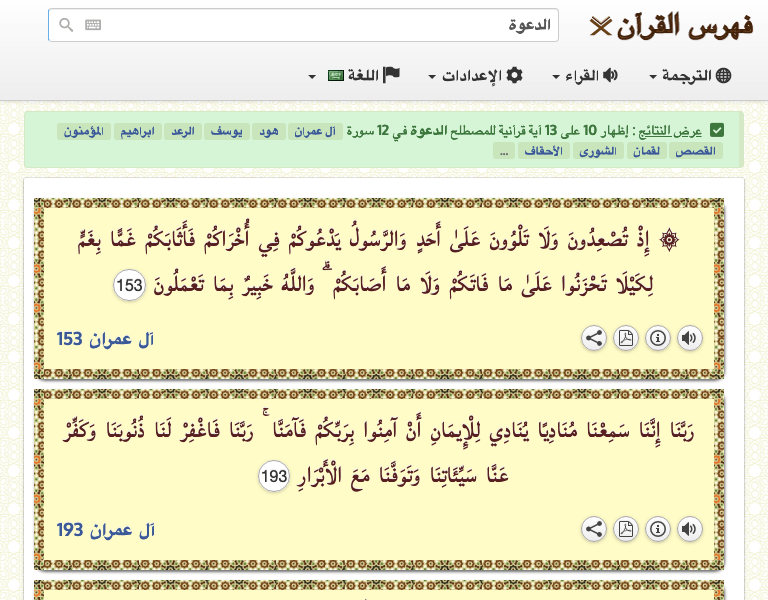 فهرس القرآن
الدعوة
الترجمة القراء الإعدادات اللغة
عرض النتائج : إظهار 10 على 13 آية قرآنية للمصطلح الدعوة في 12 سورة آل عمران هود يوسف الرعد ابراهيم المؤمنون
القصص لقمان الشورى الأحقاف ...
۞ إِذْ تُصْعِدُونَ وَلَا تَلْوُونَ عَلَىٰ أَحَدٍ وَالرَّسُولُ يَدْعُوكُمْ فِي أُخْرَاكُمْ فَأَثَابَكُمْ غَمًّا بِغَمٍّ
لِكَيْلَا تَحْزَنُوا عَلَىٰ مَا فَاتَكُمْ وَلَا مَا أَصَابَكُمْ ۗ وَاللَّهُ خَبِيرٌ بِمَا تَعْمَلُونَ 153
آل عمران 153
رَبَّنَا إِنَّنَا سَمِعْنَا مُنَادِيًا يُنَادِي لِلْإِيمَانِ أَنْ آمِنُوا بِرَبِّكُمْ فَآمَنَّا ۚ رَبَّنَا فَاغْفِرْ لَنَا ذُنُوبَنَا وَكَفِّرْ
عَنَّا سَيِّئَاتِنَا وَتَوَفَّنَا مَعَ الْأَبْرَارِ 193
آل عمران 193